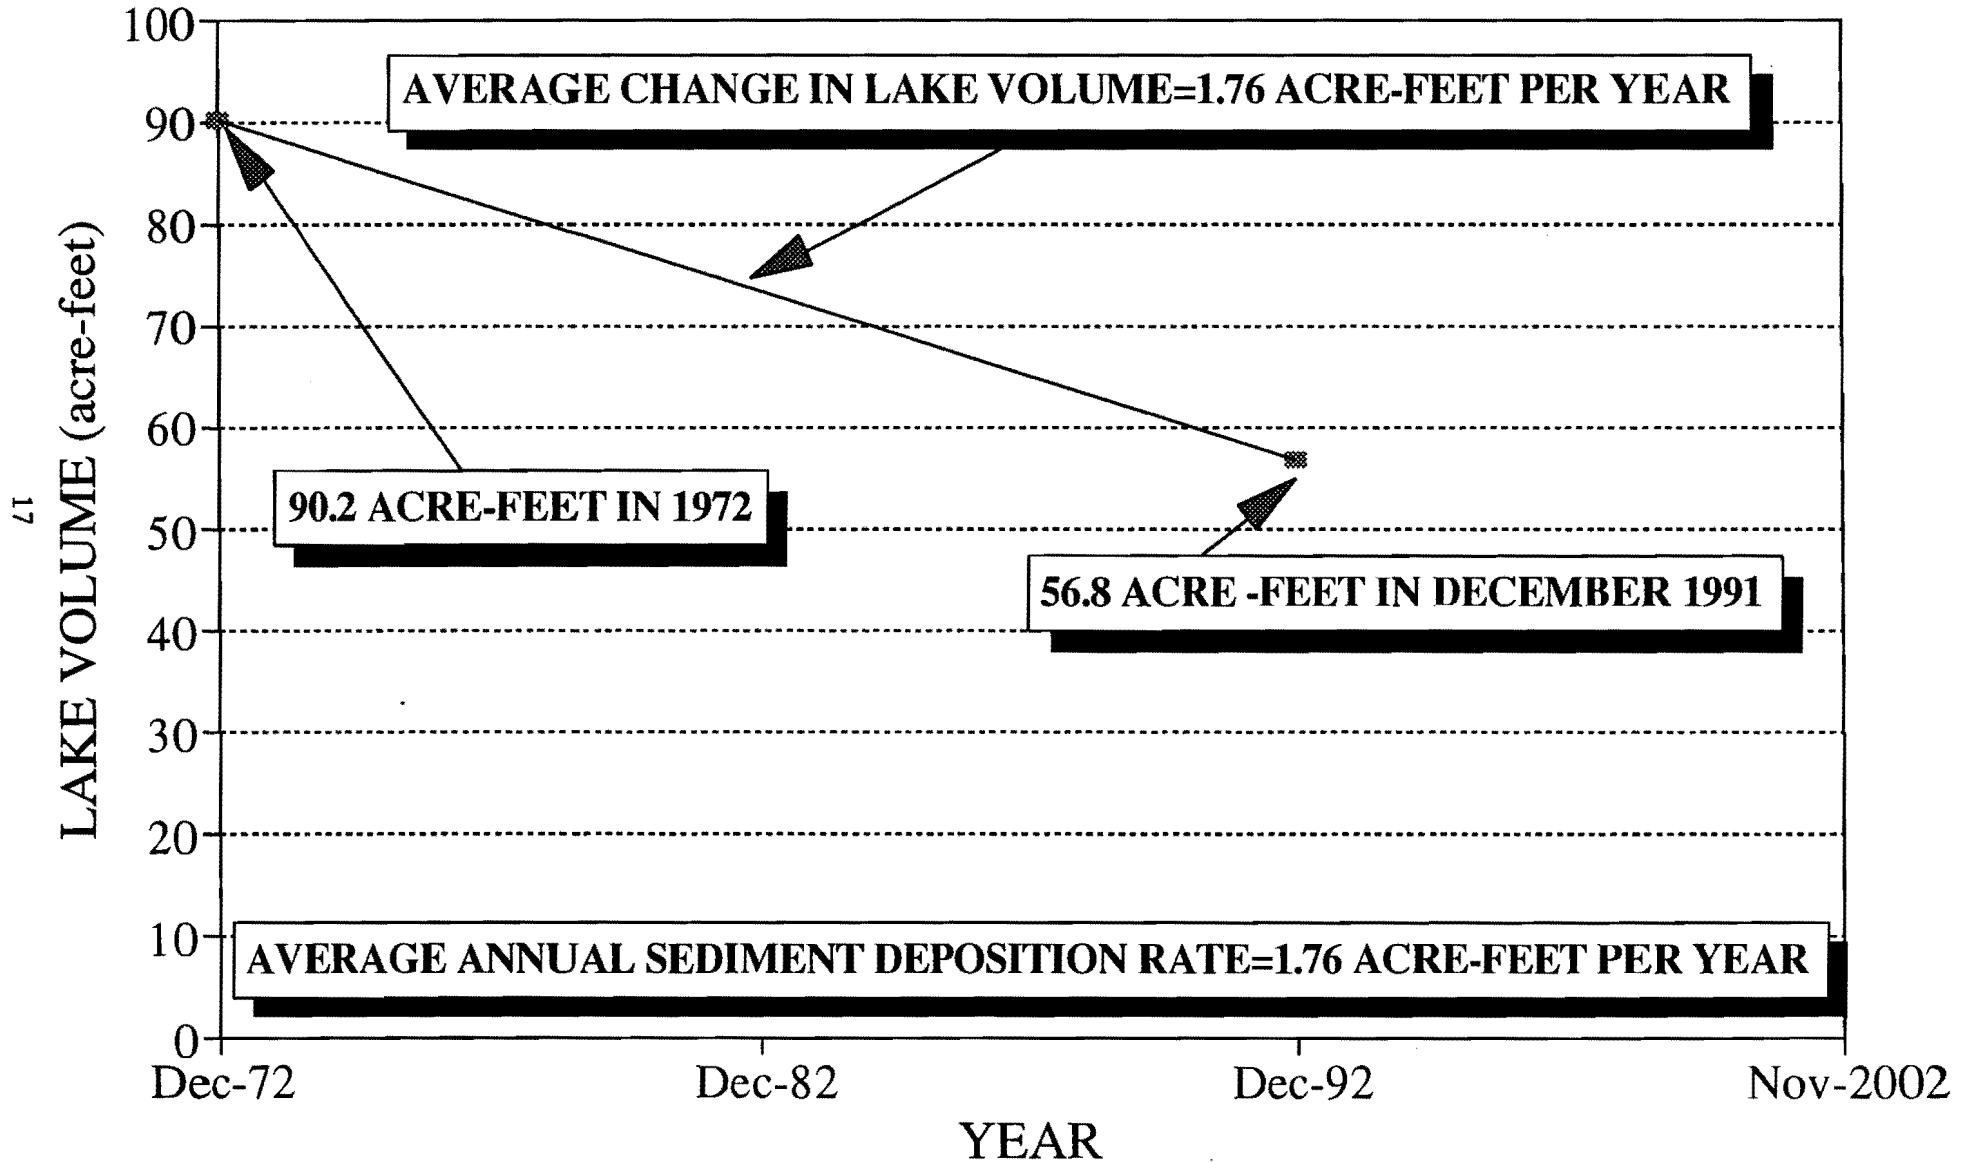 100
AVERAGE CHANGE IN LAKE VOLUME=1.76 ACRE-FEET PER YEAR
90
80
70
60
90.2 ACRE-FEET IN 1972
50
56.8 ACRE -FEET IN DECEMBER 1991
40
30
20
10
AVERAGE ANNUAL SEDIMENT DEPOSITION RATE=1.76 ACRE-FEET PER YEAR
0
LAKE VOLUME (acre-feet)
17
Dec-72 Dec-82 Dec-92 Nov-2002
YEAR